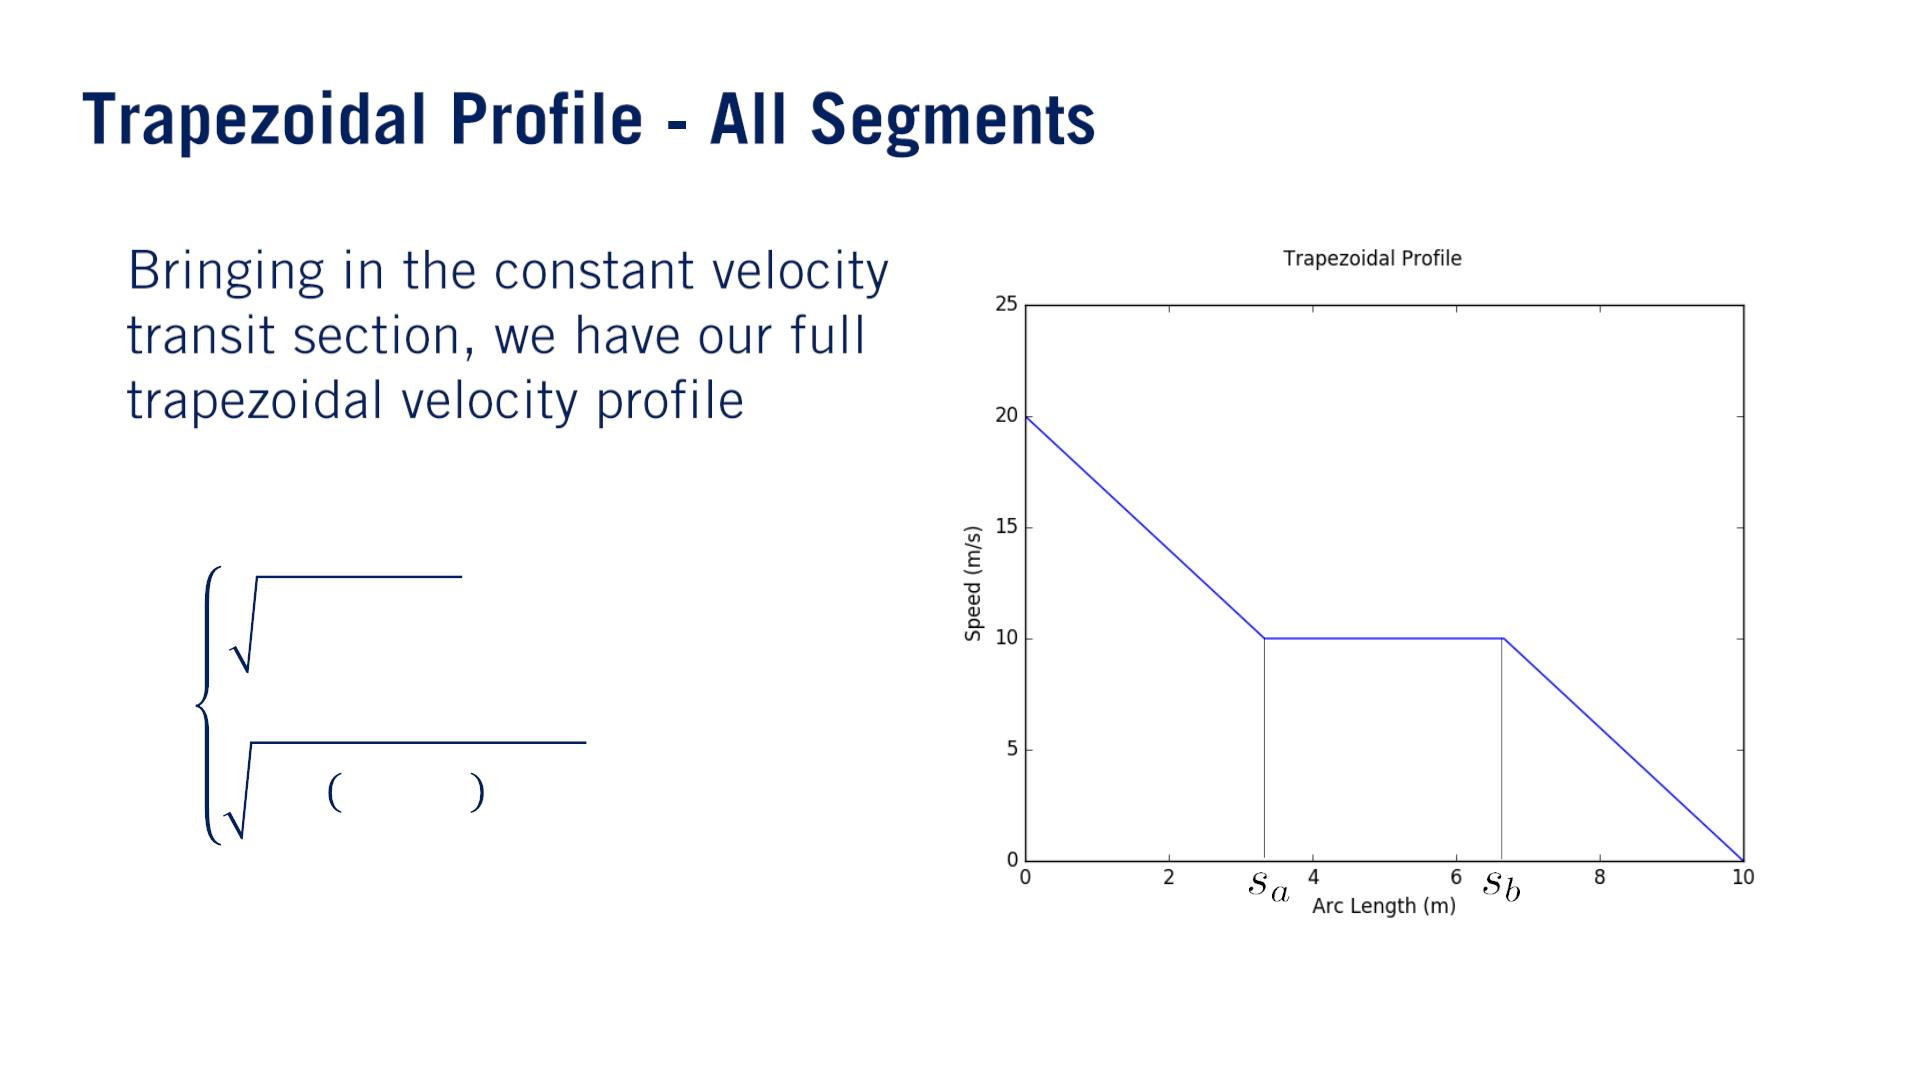 Trapezoidal Profile - All Segments
Bringing in the constant velocity
transit section, we have our full
trapezoidal velocity profile
{
√
√
( )
Trapezoidal Profile
25
20
15
10
5
0
Speed (m/s)
0 2 4 6 8 10
s_a s_b
Arc Length (m)